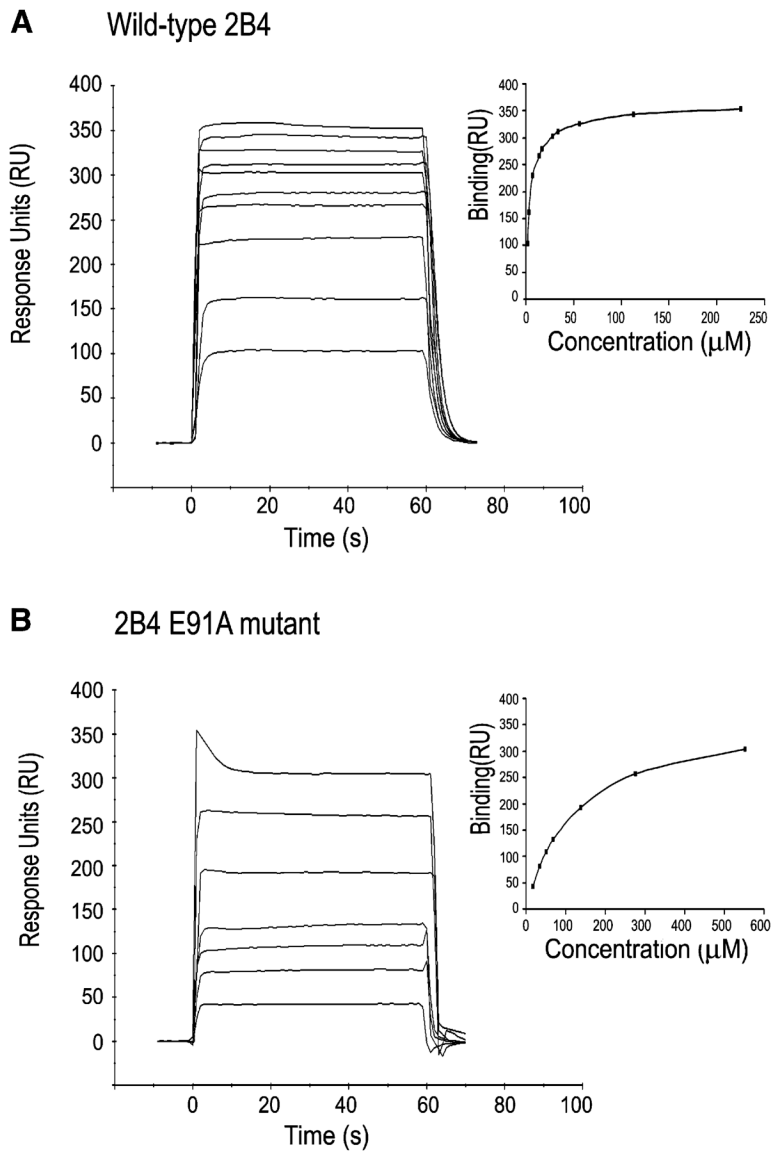 A
Wild-type 2B4
400
350
300
250
200
150
100
50
0
Response Units (RU)
0 20 40 60 80 100
Time (s)
400
350
300
250
200
150
100
50
0
Binding(RU)
0 50 100 150 200 250
Concentration (µM)
B
2B4 E91A mutant
400
350
300
250
200
150
100
50
0
Response Units (RU)
0 20 40 60 80 100
Time (s)
400
350
300
250
200
150
100
50
0
Binding(RU)
0 100 200 300 400 500 600
Concentration (µM)